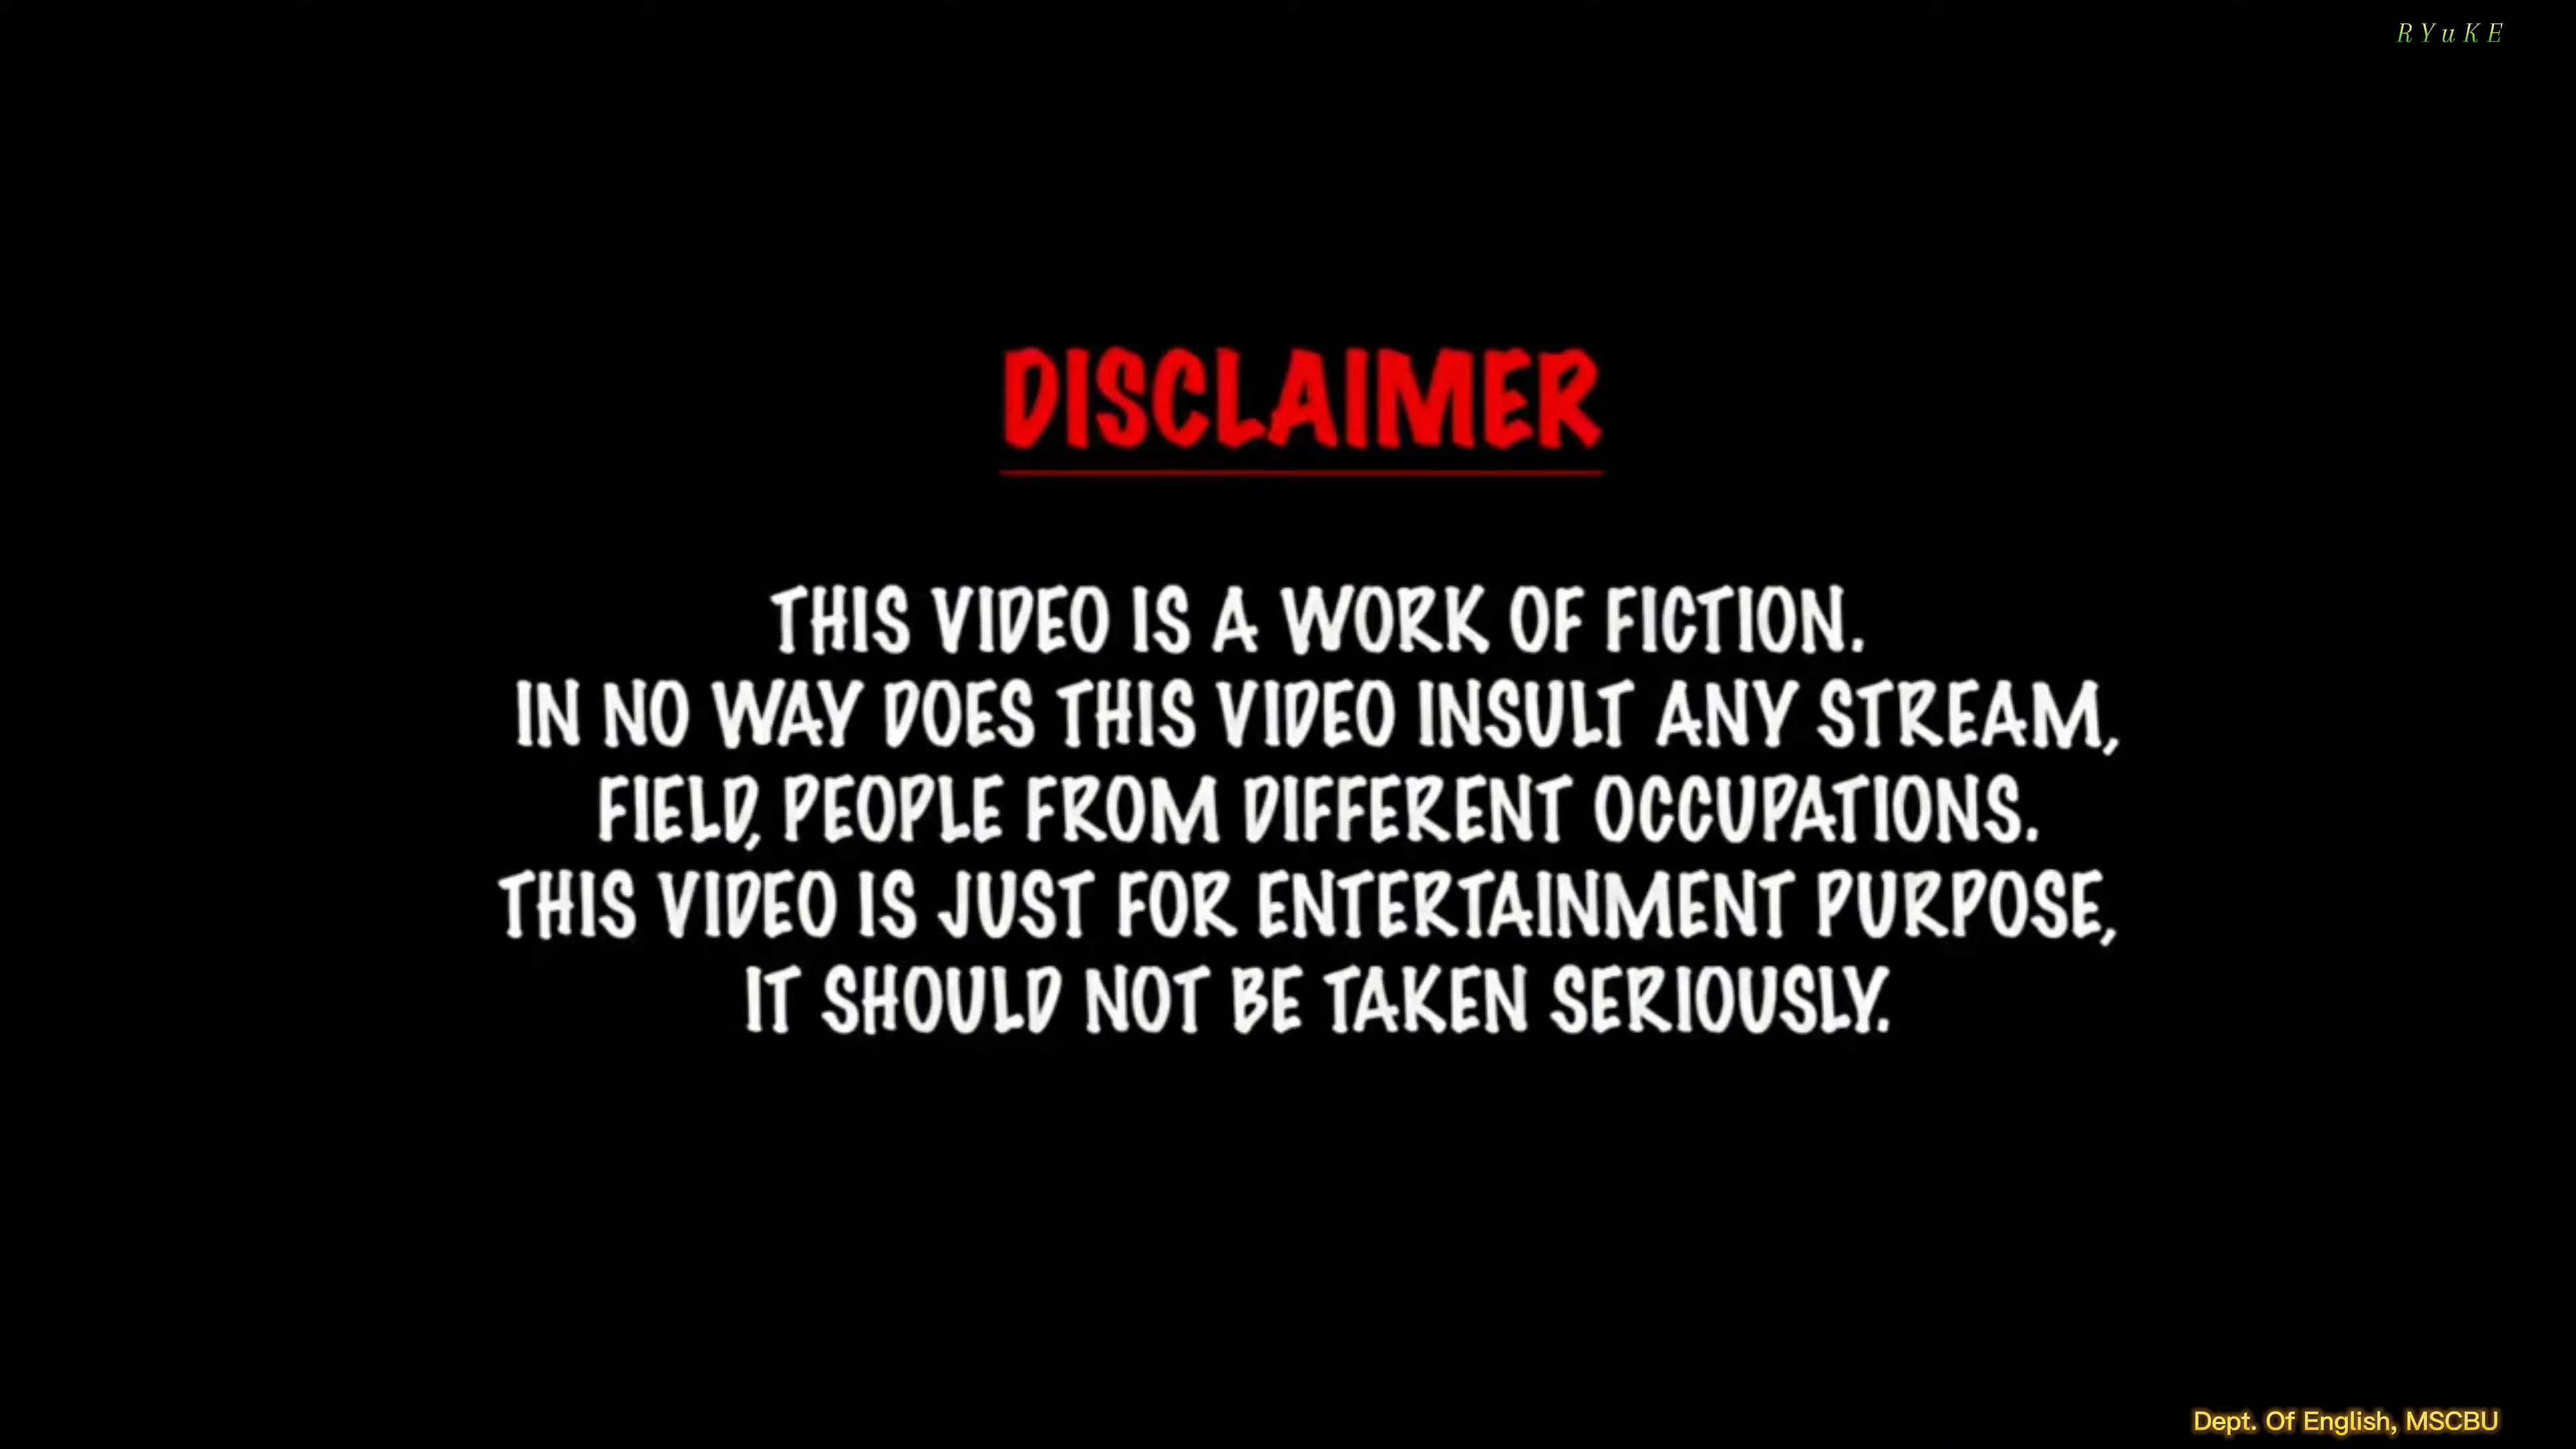 RYuKE
DISCLAIMER
THIS VIDEO IS A WORK OF FICTION.
IN NO WAY DOES THIS VIDEO INSULT ANY STREAM,
FIELD, PEOPLE FROM DIFFERENT OCCUPATIONS.
THIS VIDEO IS JUST FOR ENTERTAINMENT PURPOSE,
IT SHOULD NOT BE TAKEN SERIOUSLY.
Dept. Of English, MSCBU